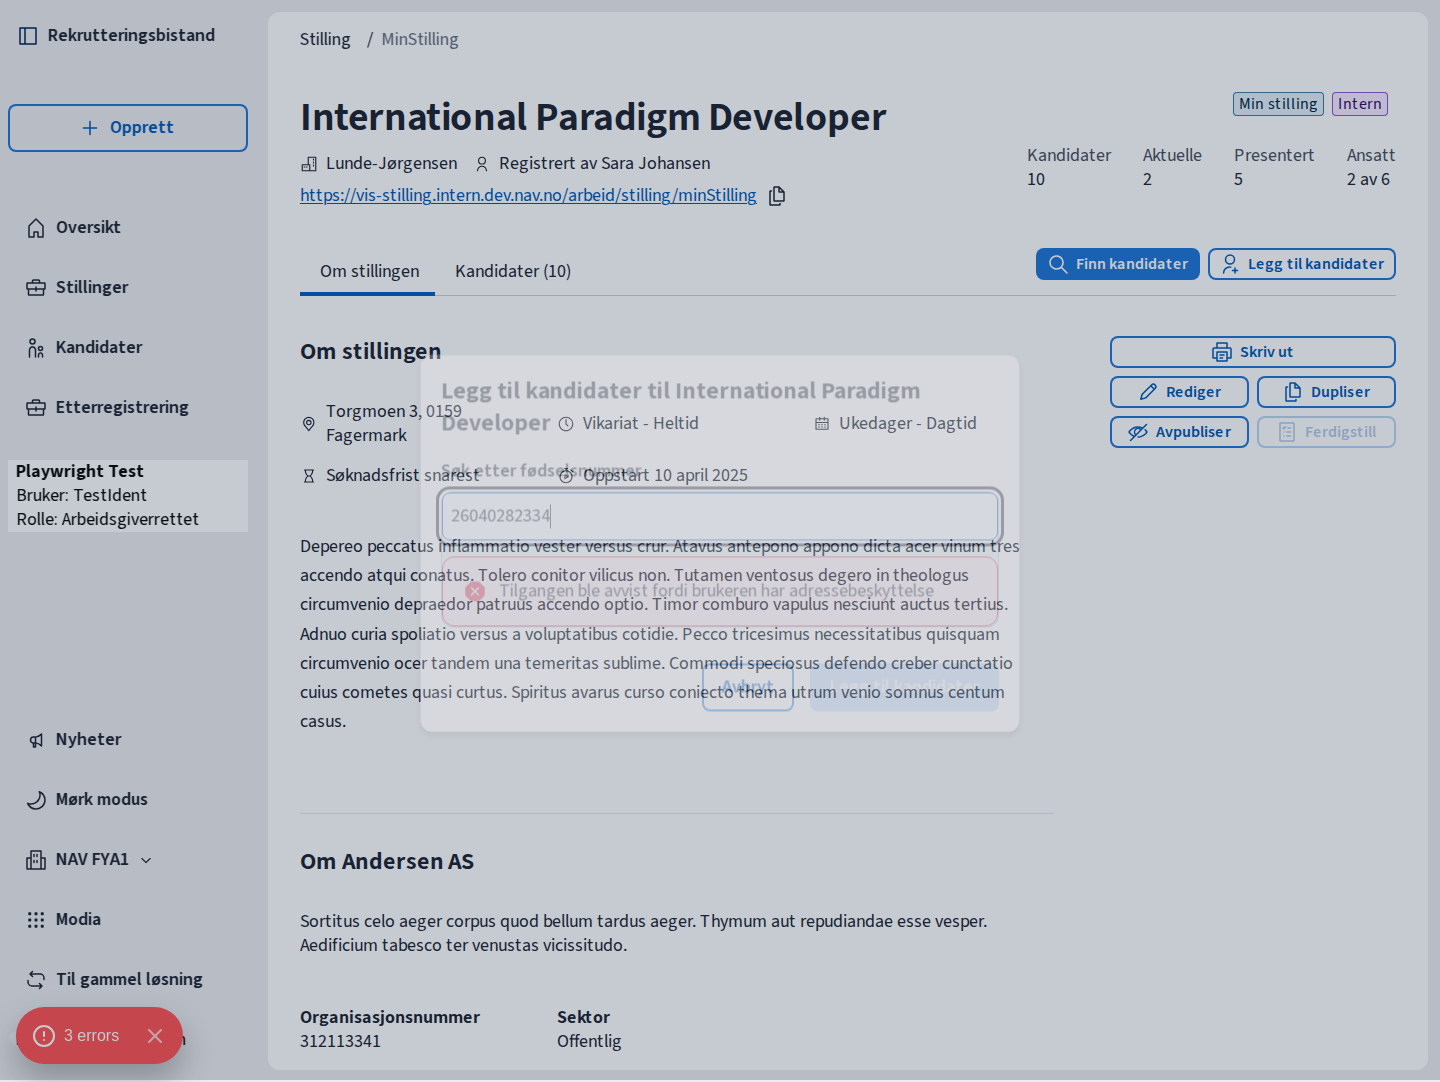 Rekrutteringsbistand
Opprett
Oversikt
Stillinger
Kandidater
Etterregistrering
Playwright Test
Bruker: TestIdent
Rolle: Arbeidsgiverrettet
Nyheter
Mørk modus
NAV FYA1
Modia
Til gammel løsning
3 errors
Stilling / MinStilling
International Paradigm Developer
Min stilling
Intern
Lunde-Jørgensen
Registrert av Sara Johansen
https://vis-stilling.intern.dev.nav.no/arbeid/stilling/minStilling
Kandidater
10
Aktuelle
2
Presentert
5
Ansatt
2 av 6
Om stillingen
Kandidater (10)
Finn kandidater
Legg til kandidater
Om stillingen
Torgmoen 3, 0159
Fagermark
Vikariat - Heltid
Ukedager - Dagtid
Søknadsfrist snarest
Oppstart 10 april 2025
Skriv ut
Rediger
Dupliser
Avpubliser
Ferdigstill
Legg til kandidater til International Paradigm
Developer
Søk etter fødselsnummer
26040282334
Tilgangen ble avvist fordi brukeren har adressebeskyttelse
Avbryt
Depereo peccatus inflammatio vester versus crur. Atavus antepono appono dicta acer vinum tres
accendo atqui conatus. Tolero conitor vilicus non. Tutamen ventosus degero in theologus
circumvenio depraedor patruus accendo optio. Timor comburo vapulus nesciunt auctus tertius.
Adnuo curia spoliatio versus a voluptatibus cotidie. Pecco tricesimus necessitatibus quisquam
circumvenio ocer tandem una temeritas sublime. Commodi speciosus defendo creber cunctatio
cuius cometes quasi curtus. Spiritus avarus curso coniecto thema utrum venio somnus centum
casus.
Om Andersen AS
Sortitus celo aeger corpus quod bellum tardus aeger. Thymum aut repudiandae esse vesper.
Aedificium tabesco ter venustas vicissitudo.
Organisasjonsnummer
312113341
Sektor
Offentlig